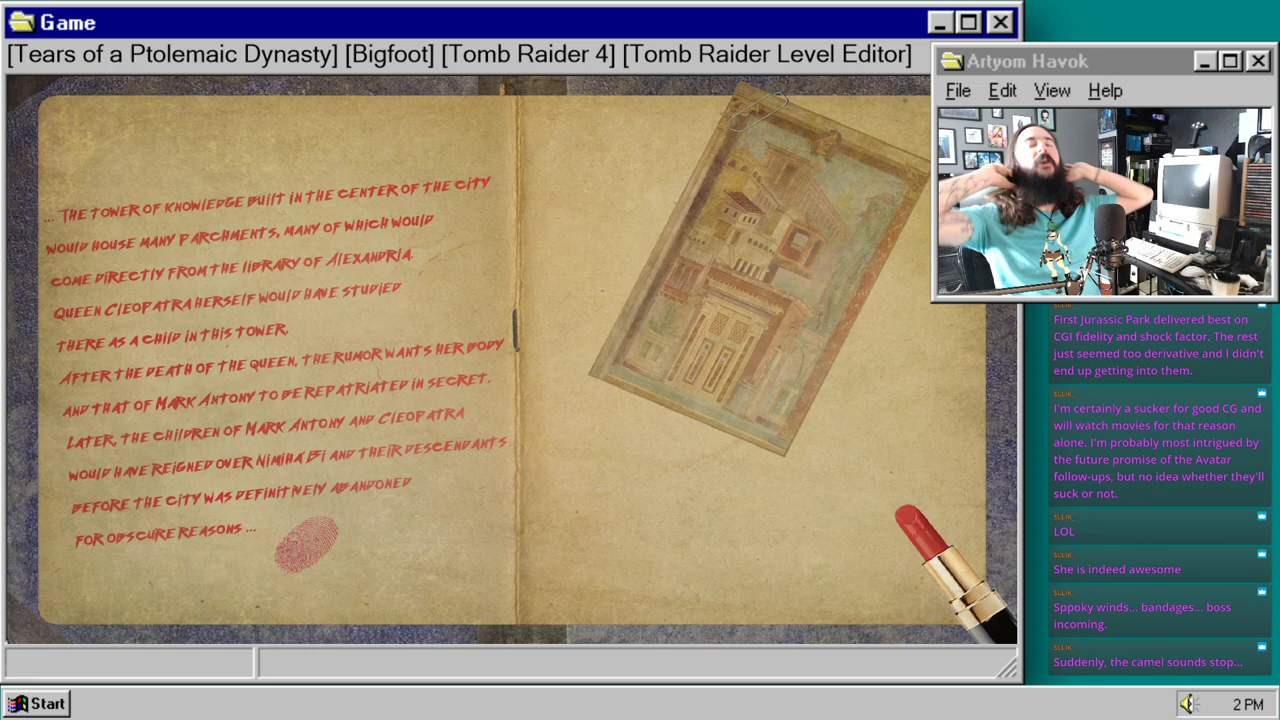 Game
[Tears of a Ptolemaic Dynasty] [Bigfoot] [Tomb Raider 4] [Tomb Raider Level Editor]
Artyom Havok
File Edit View Help
... THE TOWER OF KNOWLEDGE BUILT IN THE CENTER OF THE CITY
WOULD HOUSE MANY PARCHMENTS, MANY OF WHICH WOULD
COME DIRECTLY FROM THE LIBRARY OF ALEXANDRIA.
QUEEN CLEOPATRA HERSELF WOULD HAVE STUDIED
THERE AS A CHILD IN THIS TOWER.
AFTER THE DEATH OF THE QUEEN, THE RUMOR WANTS HER BODY
AND THAT OF MARK ANTONY TO BE REPATRIATED IN SECRET.
LATER, THE CHILDREN OF MARK ANTONY AND CLEOPATRA
WOULD HAVE REIGNED OVER NIMIHA'BI AND THEIR DESCENDANTS
BEFORE THE CITY WAS DEFINITIVELY ABANDONED
FOR OBSCURE REASONS ...
SLLIK_
First Jurassic Park delivered best on
CGI fidelity and shock factor. The rest
just seemed too derivative and I didn't
end up getting into them.
SLLIK_
I'm certainly a sucker for good CG and
will watch movies for that reason
alone. I'm probably most intrigued by
the future promise of the Avatar
follow-ups, but no idea whether they'll
suck or not.
SLLIK_
LOL
SLLIK_
She is indeed awesome
SLLIK_
Sppoky winds... bandages... boss
incoming.
SLLIK_
Suddenly, the camel sounds stop...
Start
2 PM